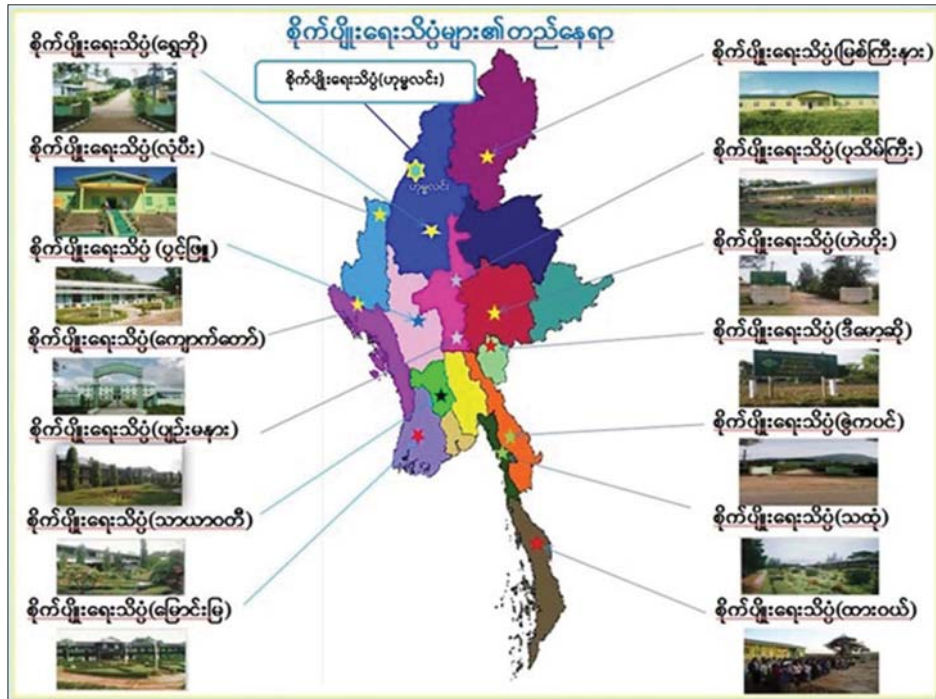 စိုက်ပျိုးရေးသိပ္ပံများ၏တည်နေရာ
စိုက်ပျိုးရေးသိပ္ပံ(ဟုမ္မလင်း)
ဟုမ္မလင်း
စိုက်ပျိုးရေးသိပ္ပံ(ရွှေဘို)
စိုက်ပျိုးရေးသိပ္ပံ(လုံပီး)
စိုက်ပျိုးရေးသိပ္ပံ (ပွင့်ဖြူ)
စိုက်ပျိုးရေးသိပ္ပံ(ကျောက်တော်)
စိုက်ပျိုးရေးသိပ္ပံ(ပျဉ်းမနား)
စိုက်ပျိုးရေးသိပ္ပံ(သာယာဝတီ)
စိုက်ပျိုးရေးသိပ္ပံ(မြောင်းမြ)
စိုက်ပျိုးရေးသိပ္ပံ(မြစ်ကြီးနား)
စိုက်ပျိုးရေးသိပ္ပံ(ပုသိမ်ကြီး)
စိုက်ပျိုးရေးသိပ္ပံ(ဟဲဟိုး)
စိုက်ပျိုးရေးသိပ္ပံ(ဒီမော့ဆို)
စိုက်ပျိုးရေးသိပ္ပံ(ဇွဲကပင်)
စိုက်ပျိုးရေးသိပ္ပံ(သထုံ)
စိုက်ပျိုးရေးသိပ္ပံ(ထားဝယ်)